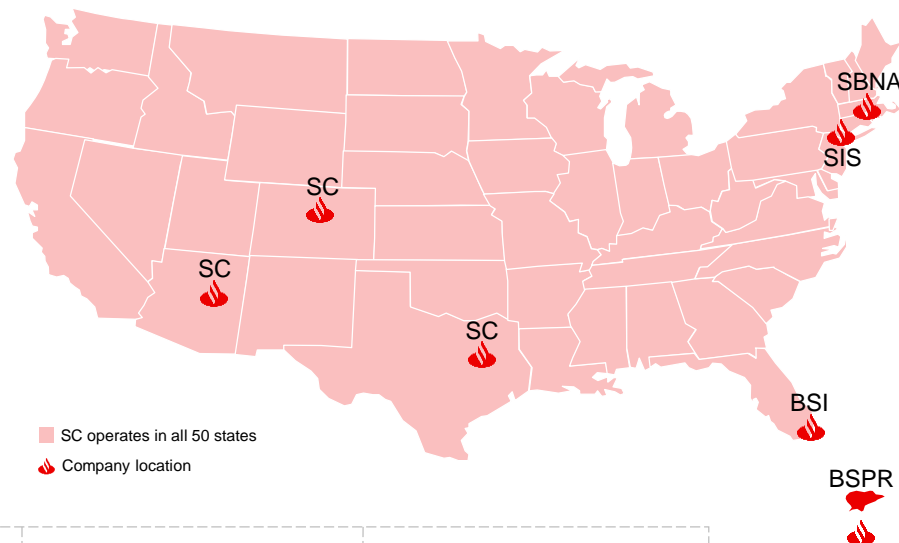 SBNA
SIS
SC
SC
SC
BSI
SC operates in all 50 states
Company location
BSPR